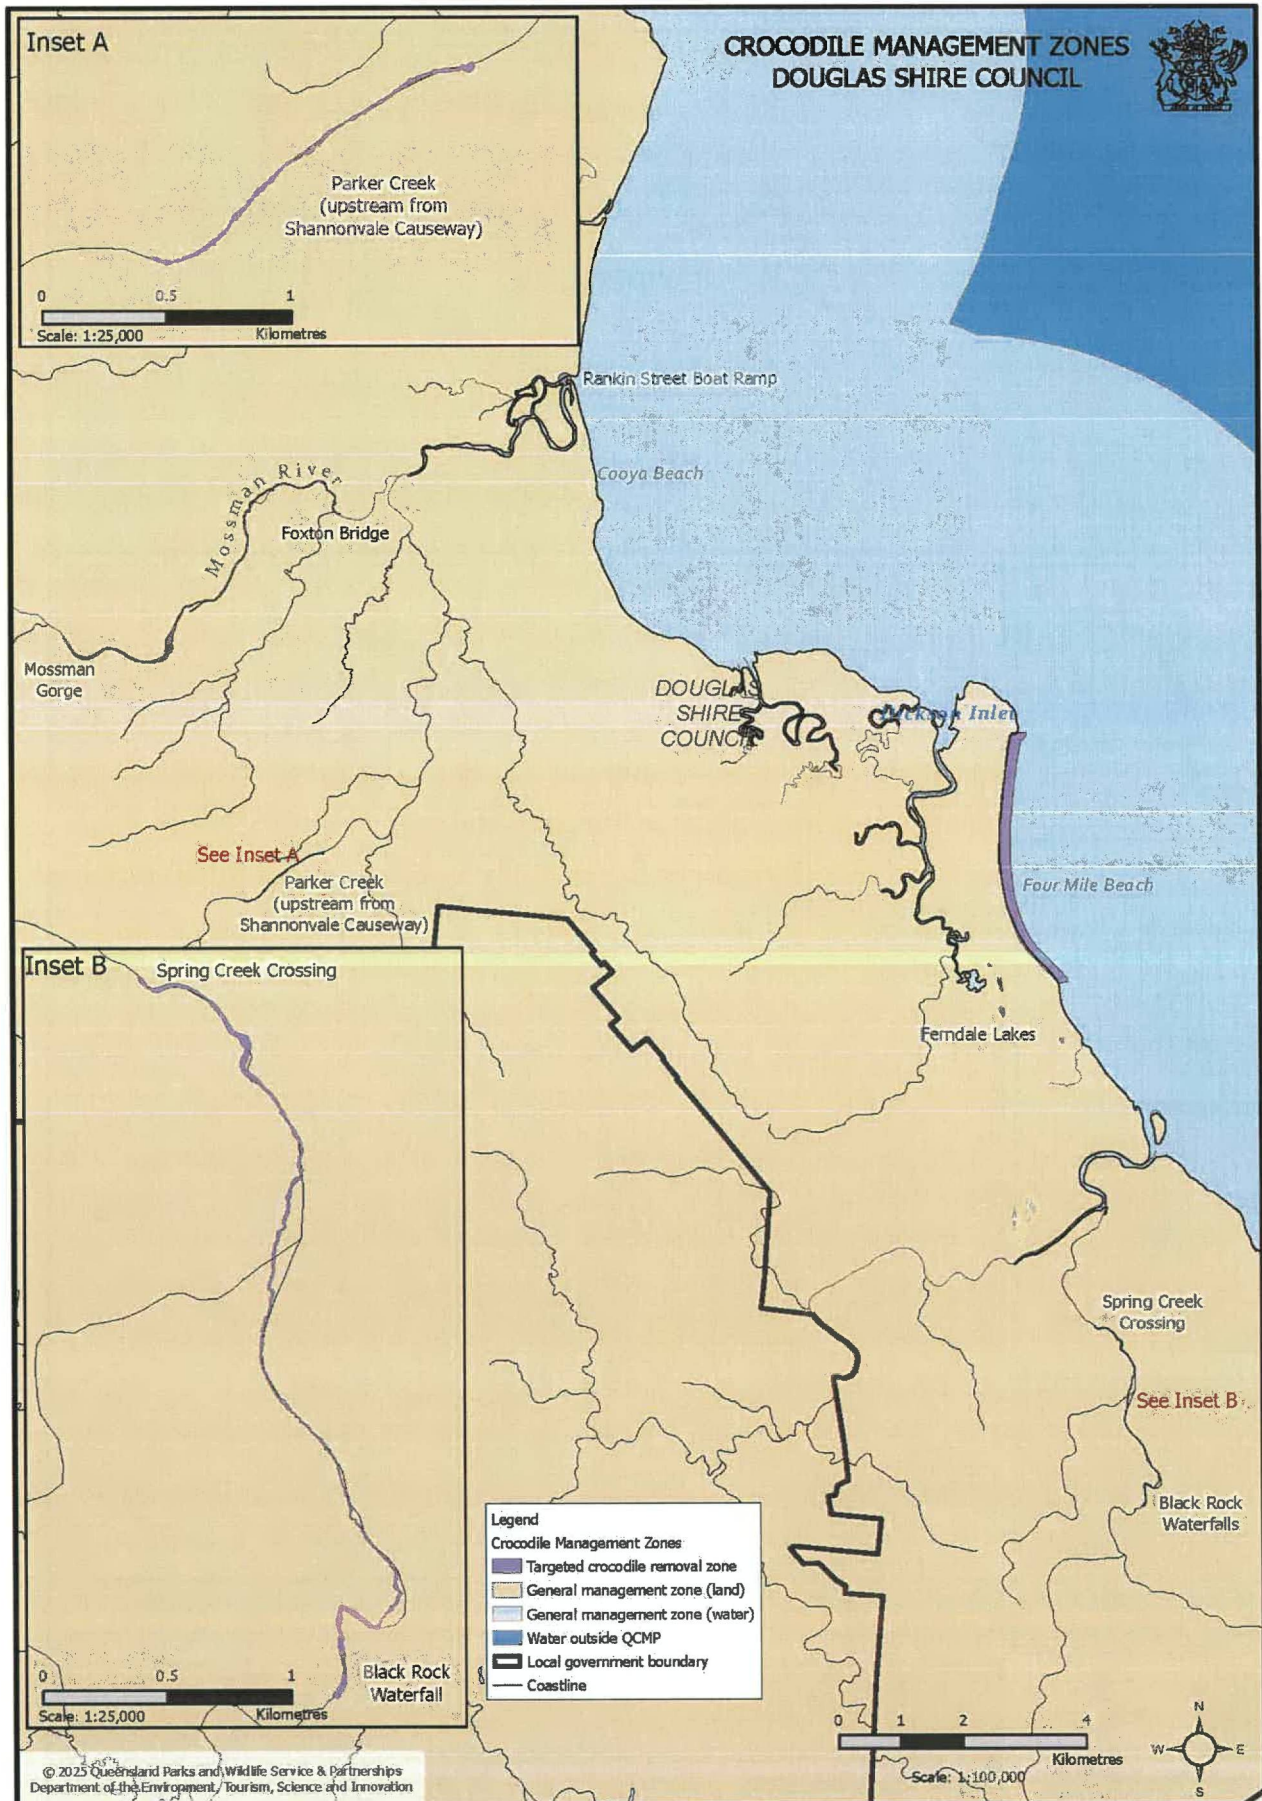 Inset A
CROCODILE MANAGEMENT ZONES
DOUGLAS SHIRE COUNCIL
Parker Creek
(upstream from
Shannonvale Causeway)
0 0.5 1
Scale: 1:25,000 Kilometres
Rankin Street Boat Ramp
Cooya Beach
Mossman River
Foxton Bridge
Mossman
Gorge
DOUGLAS
SHIRE
COUNCIL
Dickson Inlet
See Inset A
Parker Creek
(upstream from
Shannonvale Causeway)
Four Mile Beach
Inset B
Spring Creek Crossing
Ferndale Lakes
Spring Creek
Crossing
See Inset B
Black Rock
Waterfalls
Legend
Crocodile Management Zones
Targeted crocodile removal zone
General management zone (land)
General management zone (water)
Water outside QCMP
Local government boundary
Coastline
0 0.5 1
Black Rock
Waterfall
Scale: 1:25,000 Kilometres
0 1 2 4
Kilometres
Scale: 1:100,000
N
W E
S
© 2025 Queensland Parks and Wildlife Service & Partnerships
Department of the Environment, Tourism, Science and Innovation